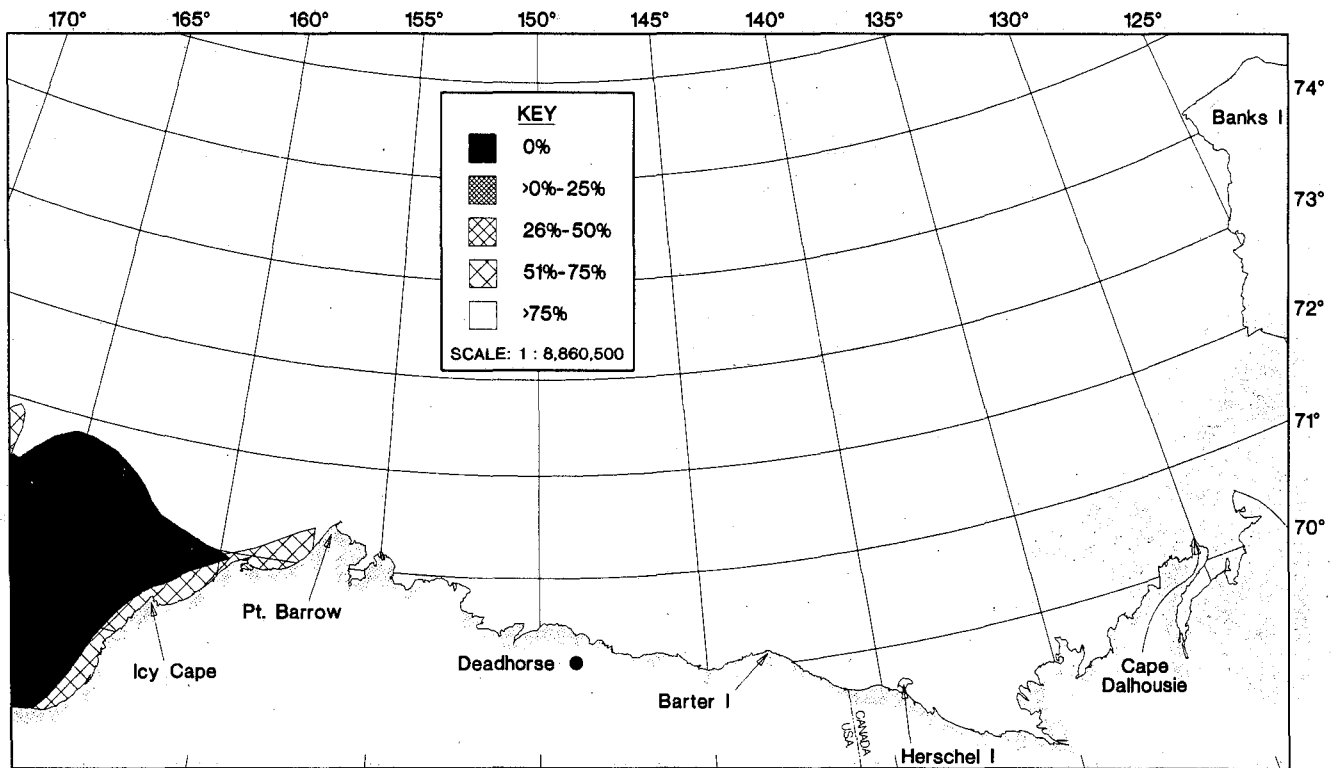 170° 165° 160° 155° 150° 145° 140° 135° 130° 125°
74°
Banks I
KEY
0%
>0%-25%
26%-50%
51%-75%
>75%
SCALE: 1 : 8,860,500
73°
72°
71°
70°
Pt. Barrow
Icy Cape
Deadhorse
Barter I
Cape
Dalhousie
CANADA
USA
Herschel I